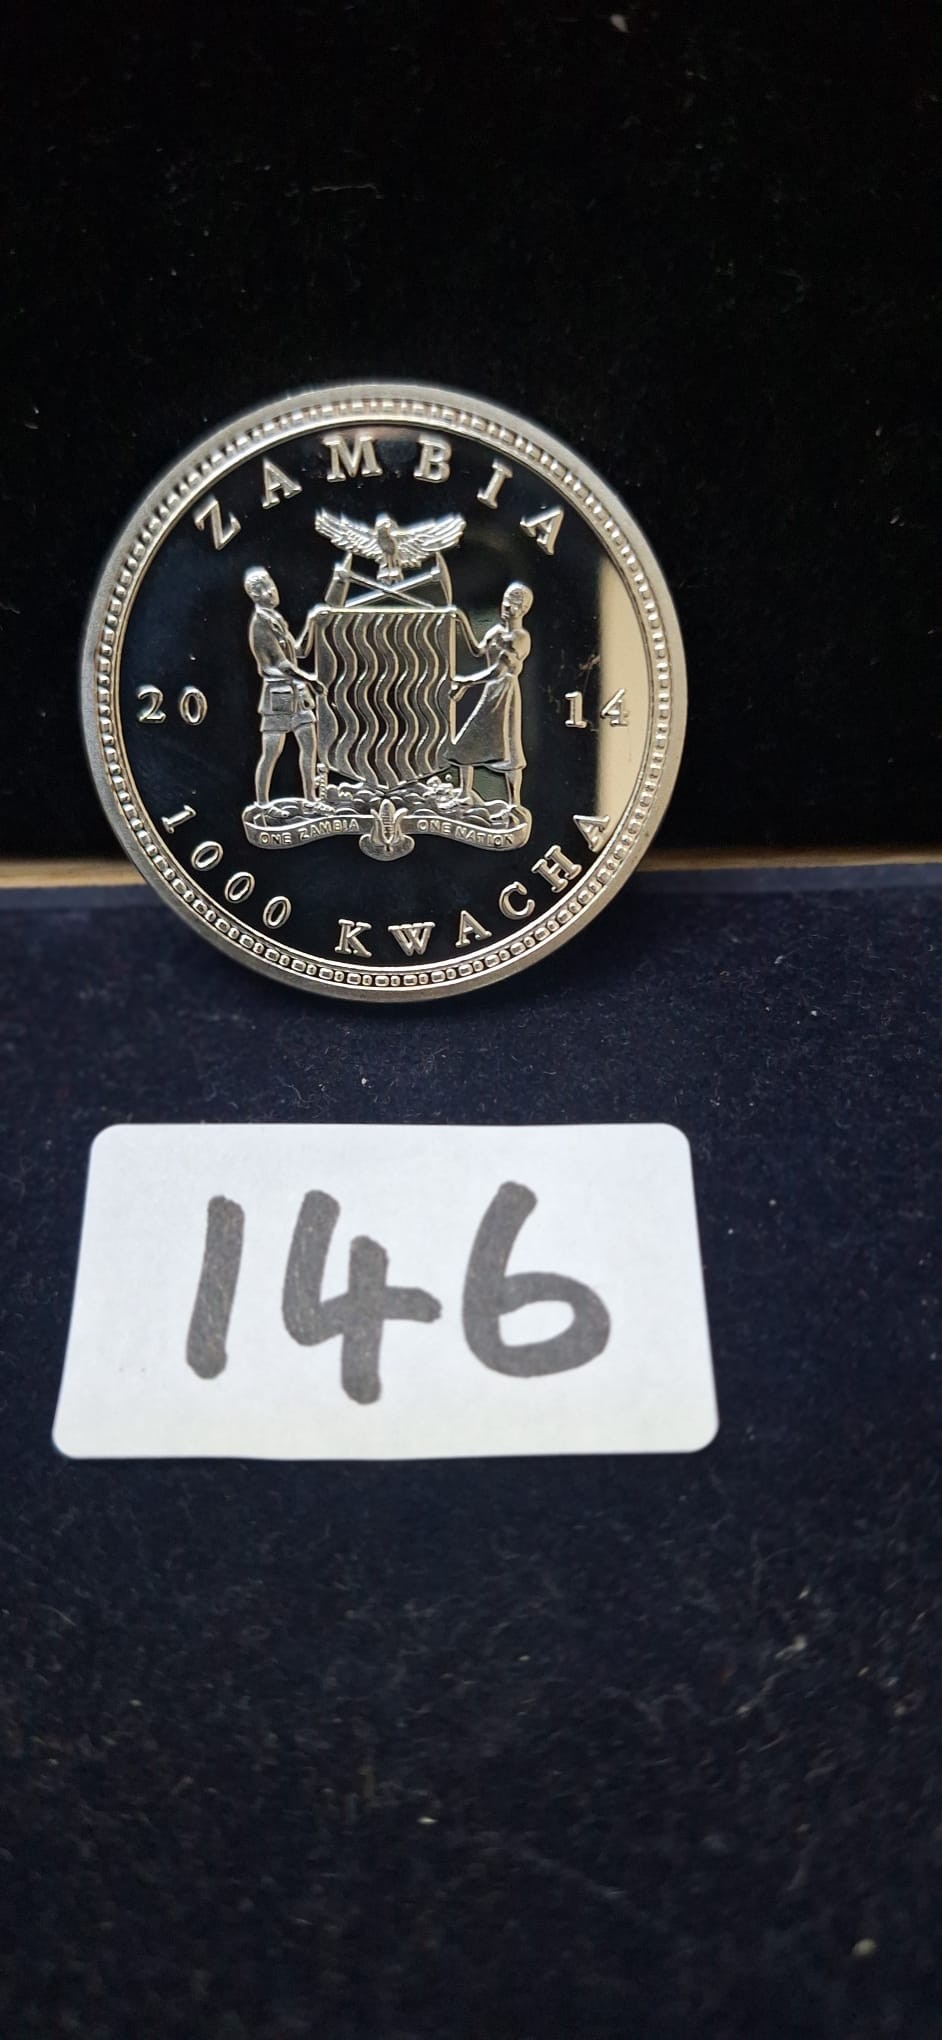 ZAMBIA
20 14
ONE ZAMBIA ONE NATION
1000 KWACHA
146